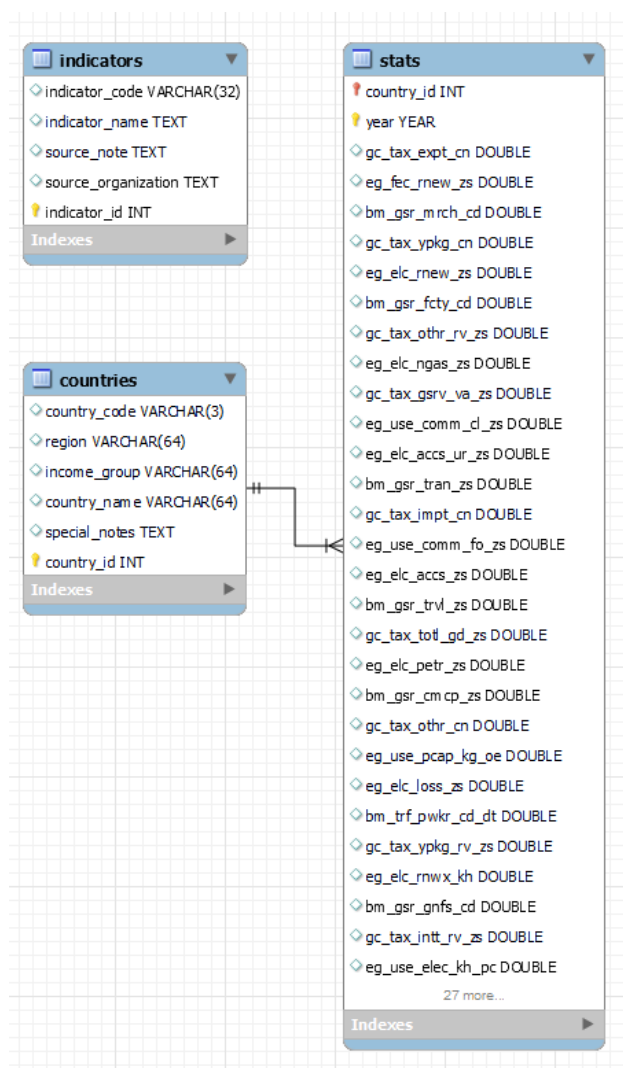 indicators
indicator_code VARCHAR(32)
indicator_name TEXT
source_note TEXT
source_organization TEXT
indicator_id INT
Indexes
countries
country_code VARCHAR(3)
region VARCHAR(64)
income_group VARCHAR(64)
country_name VARCHAR(64)
special_notes TEXT
country_id INT
Indexes
stats
country_id INT
year YEAR
gc_tax_expt_cn DOUBLE
eg_fec_rnew_zs DOUBLE
bm_gsr_mrch_cd DOUBLE
gc_tax_ypkg_cn DOUBLE
eg_elc_rnew_zs DOUBLE
bm_gsr_fcty_cd DOUBLE
gc_tax_othr_rv_zs DOUBLE
eg_elc_ngas_zs DOUBLE
gc_tax_gsrv_va_zs DOUBLE
eg_use_comm_cl_zs DOUBLE
eg_elc_accs_ur_zs DOUBLE
bm_gsr_tran_zs DOUBLE
gc_tax_impt_cn DOUBLE
eg_use_comm_fo_zs DOUBLE
eg_elc_accs_zs DOUBLE
bm_gsr_trvl_zs DOUBLE
gc_tax_totl_gd_zs DOUBLE
eg_elc_petr_zs DOUBLE
bm_gsr_cmcp_zs DOUBLE
gc_tax_othr_cn DOUBLE
eg_use_pcap_kg_oe DOUBLE
eg_elc_loss_zs DOUBLE
bm_trf_pwkr_cd_dt DOUBLE
gc_tax_ypkg_rv_zs DOUBLE
eg_elc_rnwx_kh DOUBLE
bm_gsr_gnfs_cd DOUBLE
gc_tax_intt_rv_zs DOUBLE
eg_use_elec_kh_pc DOUBLE
27 more...
Indexes